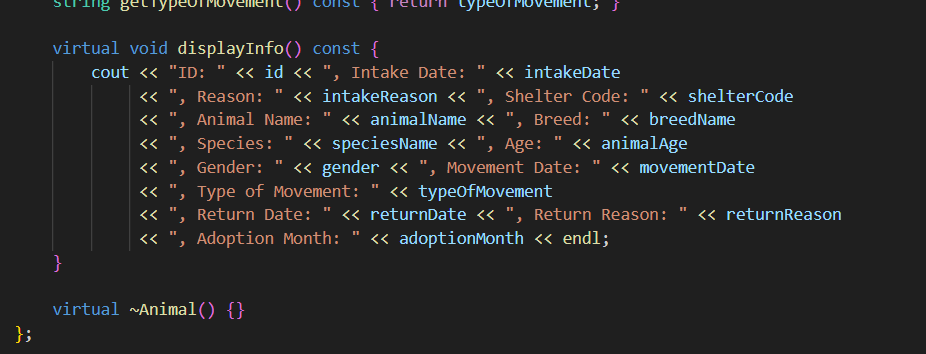 string getTypeOfMovement() const { return typeOfMovement; }
virtual void displayInfo() const {
cout << "ID: " << id << ", Intake Date: " << intakeDate
<< ", Reason: " << intakeReason << ", Shelter Code: " << shelterCode
<< ", Animal Name: " << animalName << ", Breed: " << breedName
<< ", Species: " << speciesName << ", Age: " << animalAge
<< ", Gender: " << gender << ", Movement Date: " << movementDate
<< ", Type of Movement: " << typeOfMovement
<< ", Return Date: " << returnDate << ", Return Reason: " << returnReason
<< ", Adoption Month: " << adoptionMonth << endl;
}
virtual ~Animal() {}
};